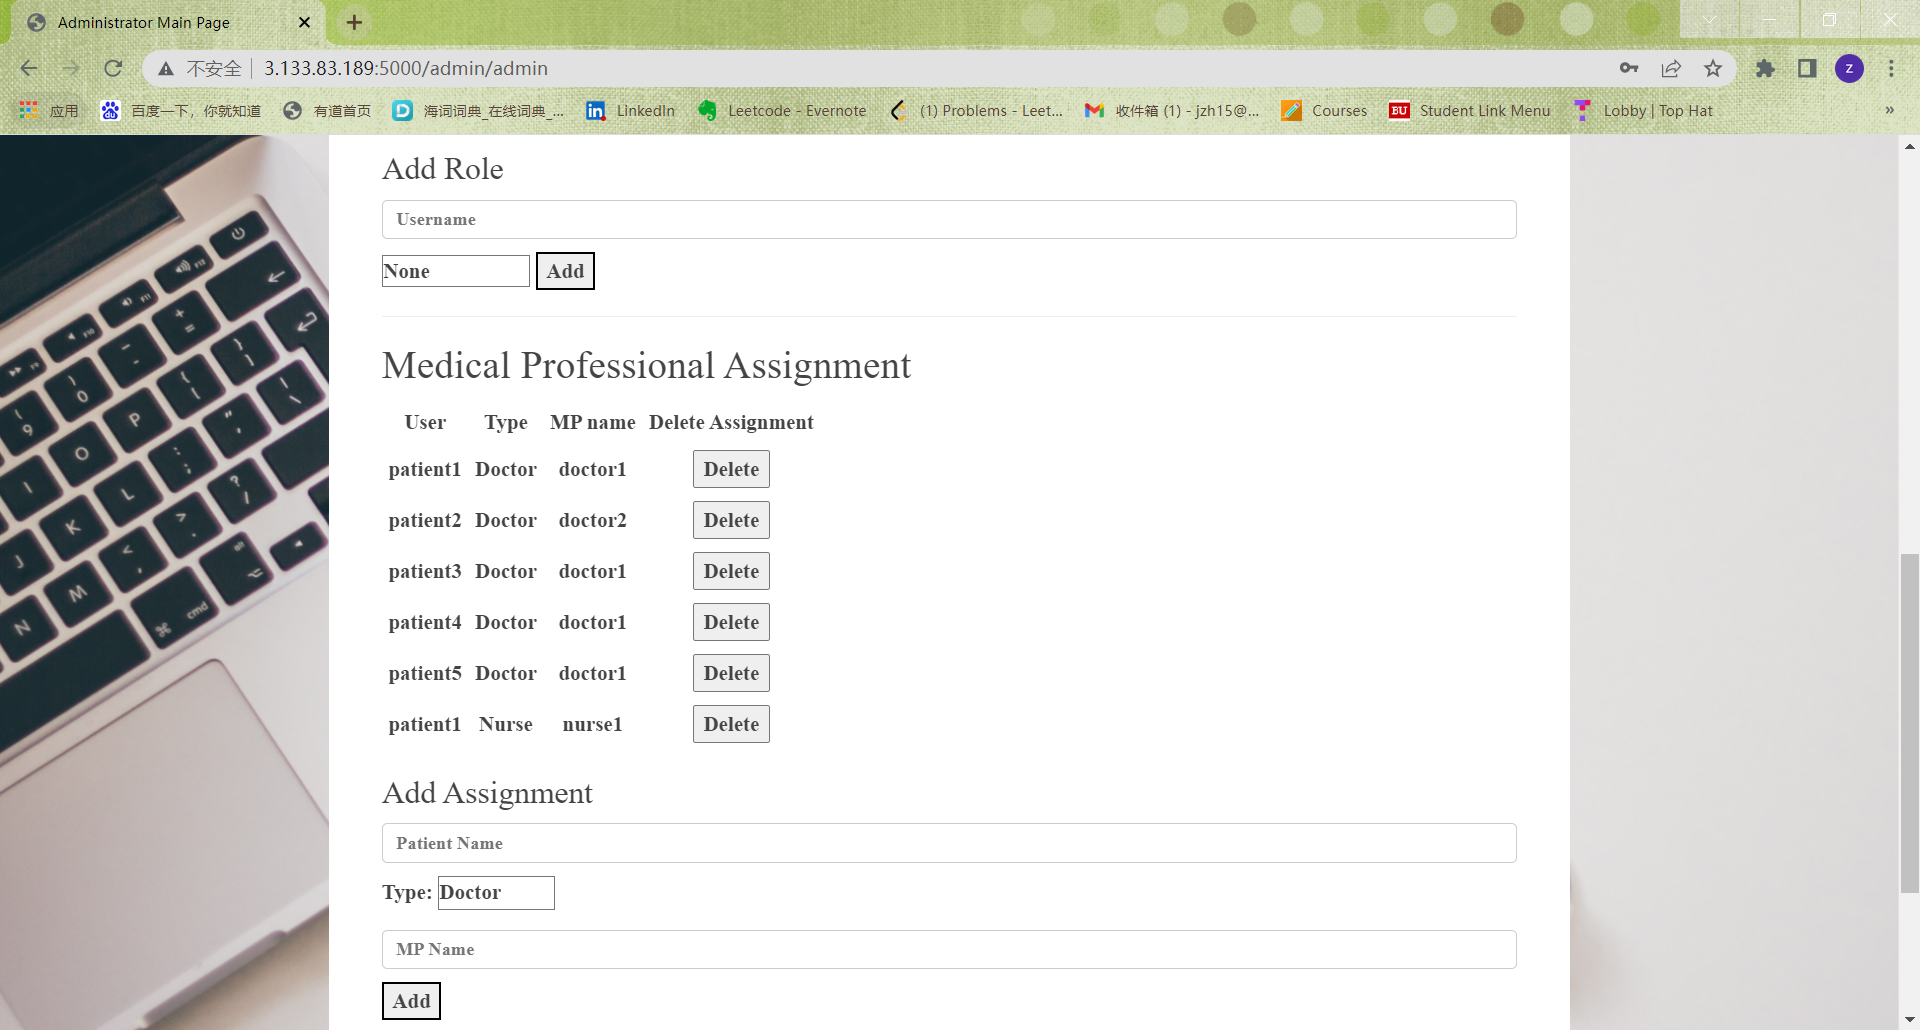 Administrator Main Page
不安全 3.133.83.189:5000/admin/admin
z
应用 百度一下，你就知道 有道首页 海词词典_在线词典_... LinkedIn Leetcode - Evernote (1) Problems - Leet... 收件箱 (1) - jzh15@... Courses BU Student Link Menu Lobby | Top Hat »
Add Role
Username
None Add
Medical Professional Assignment
User Type MP name Delete Assignment
patient1 Doctor doctor1 Delete
patient2 Doctor doctor2 Delete
patient3 Doctor doctor1 Delete
patient4 Doctor doctor1 Delete
patient5 Doctor doctor1 Delete
patient1 Nurse nurse1 Delete
Add Assignment
Patient Name
Type: Doctor
MP Name
Add